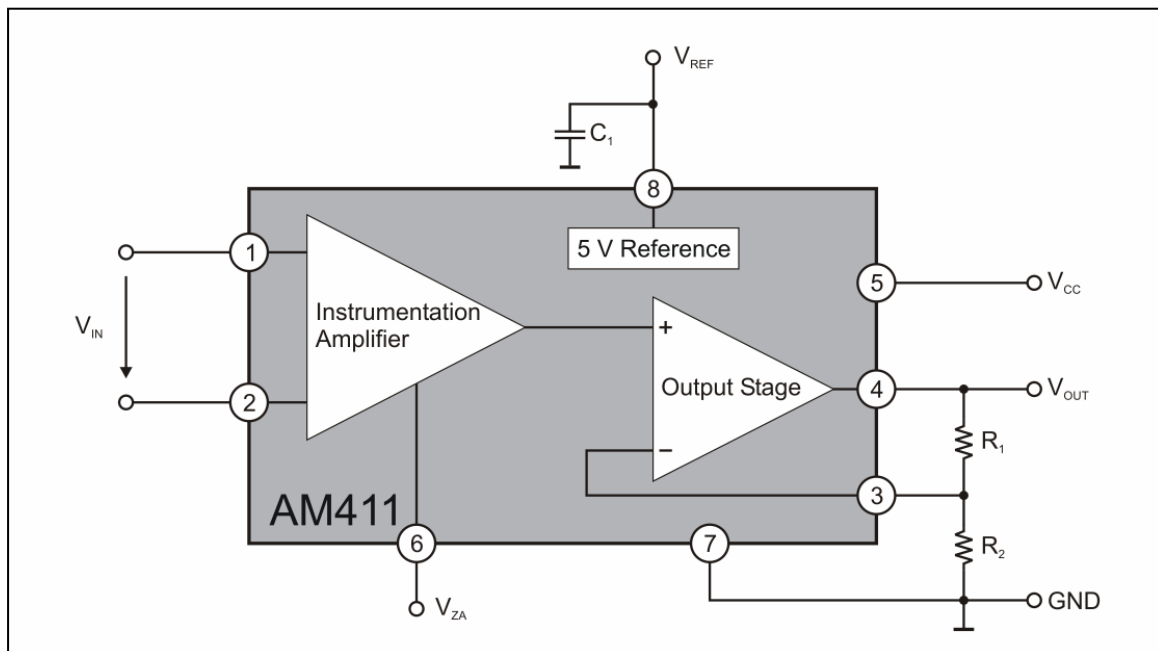 V_REF
C_1
8
5 V Reference
1
5
V_CC
Instrumentation
Amplifier
V_IN
+
Output Stage
4
V_OUT
2
−
R_1
3
AM411
6
7
R_2
V_ZA
GND